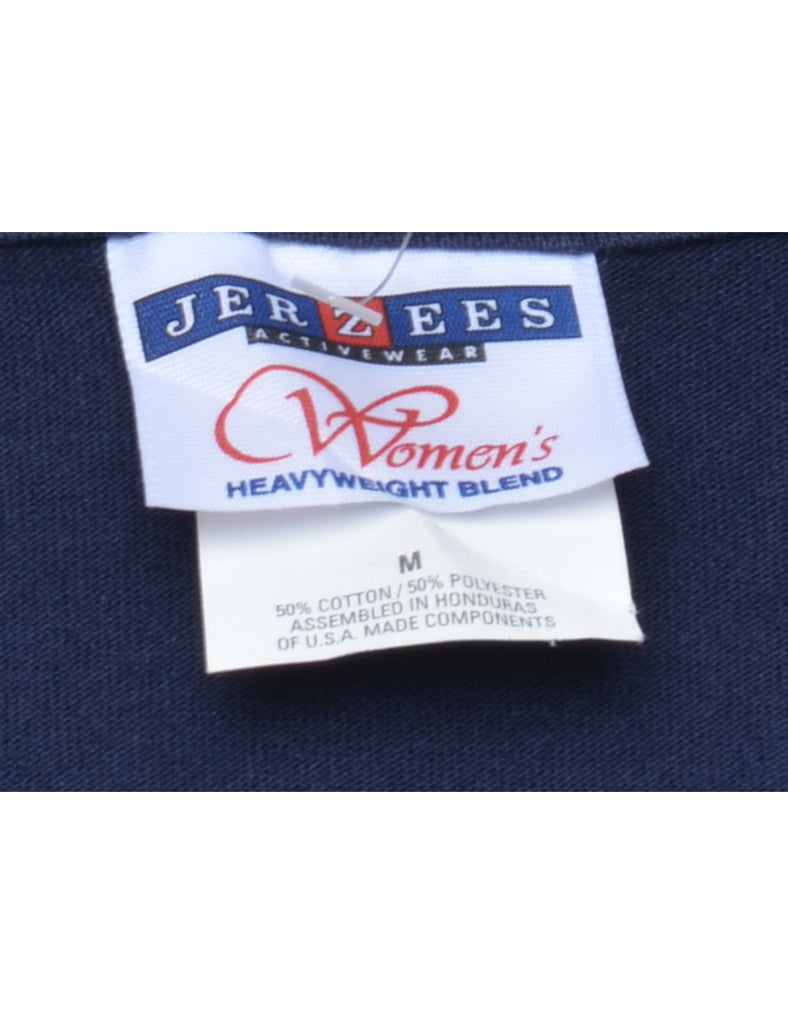 JERZEES
ACTIVEWEAR
Women's
HEAVYWEIGHT BLEND
M
50% COTTON / 50% POLYESTER
ASSEMBLED IN HONDURAS
OF U.S.A. MADE COMPONENTS